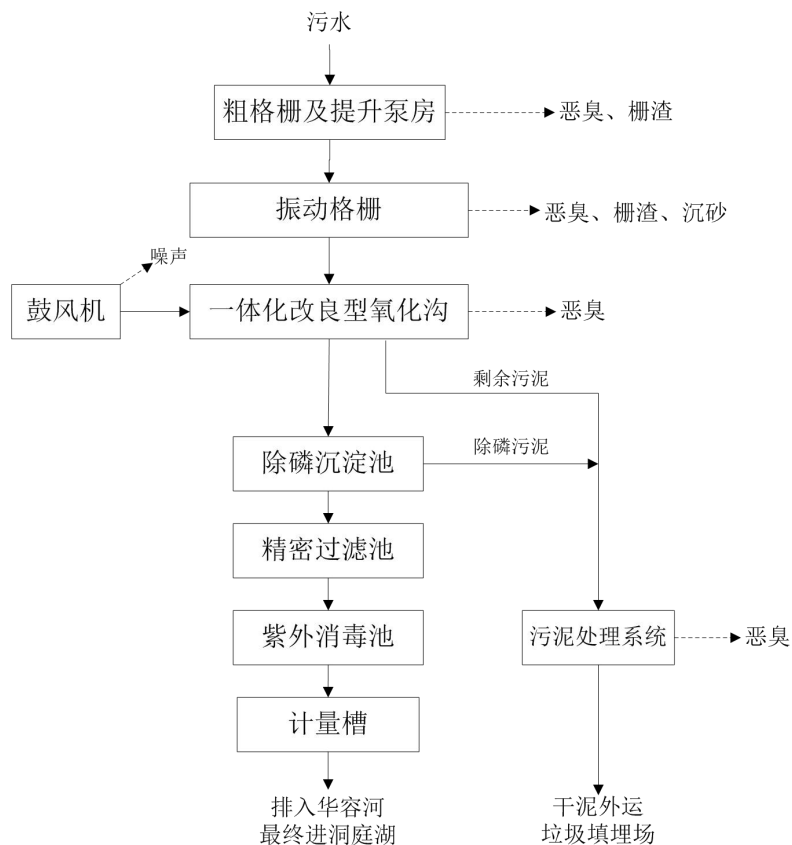 污水
粗格栅及提升泵房
恶臭、栅渣
振动格栅
恶臭、栅渣、沉砂
噪声
鼓风机
一体化改良型氧化沟
恶臭
剩余污泥
除磷沉淀池
除磷污泥
精密过滤池
紫外消毒池
污泥处理系统
恶臭
计量槽
排入华容河
最终进洞庭湖
干泥外运
垃圾填埋场